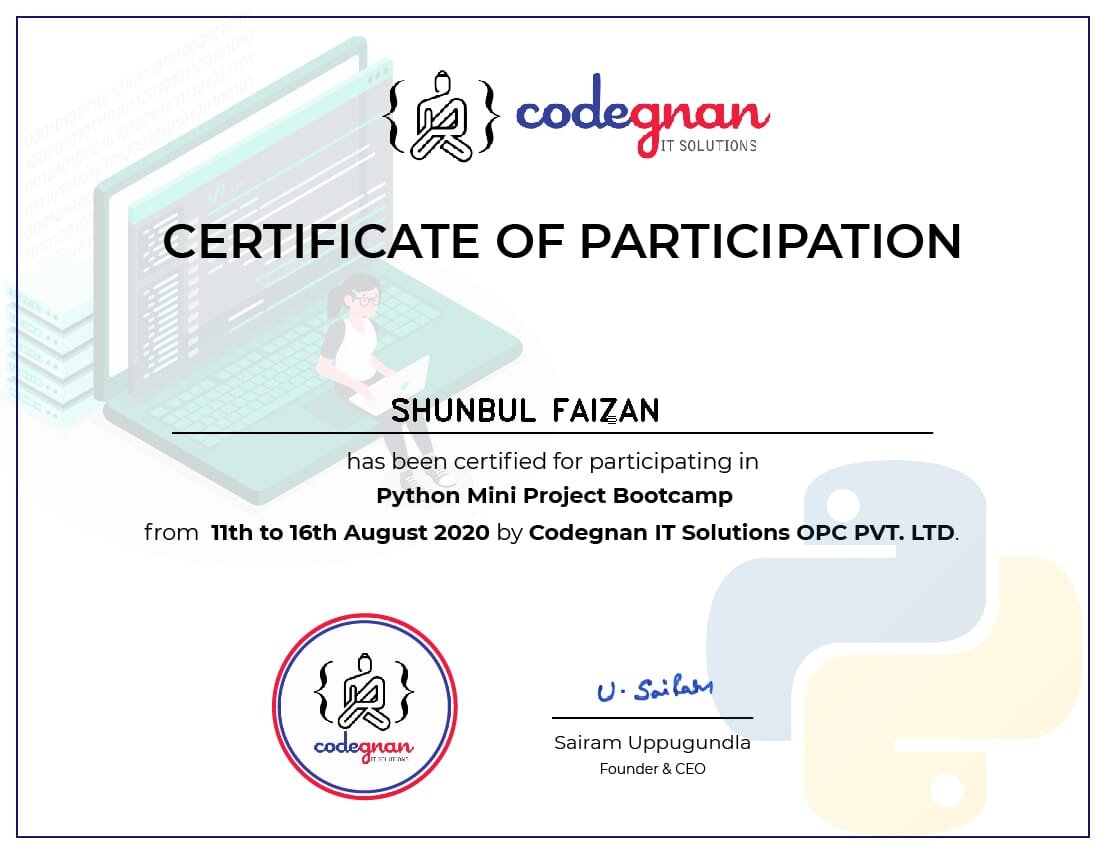 codegnan
IT SOLUTIONS
CERTIFICATE OF PARTICIPATION
SHUNBUL FAIZAN
has been certified for participating in
Python Mini Project Bootcamp
from 11th to 16th August 2020 by Codegnan IT Solutions OPC PVT. LTD.
codegnan
IT SOLUTIONS
U. Sairam
Sairam Uppugundla
Founder & CEO